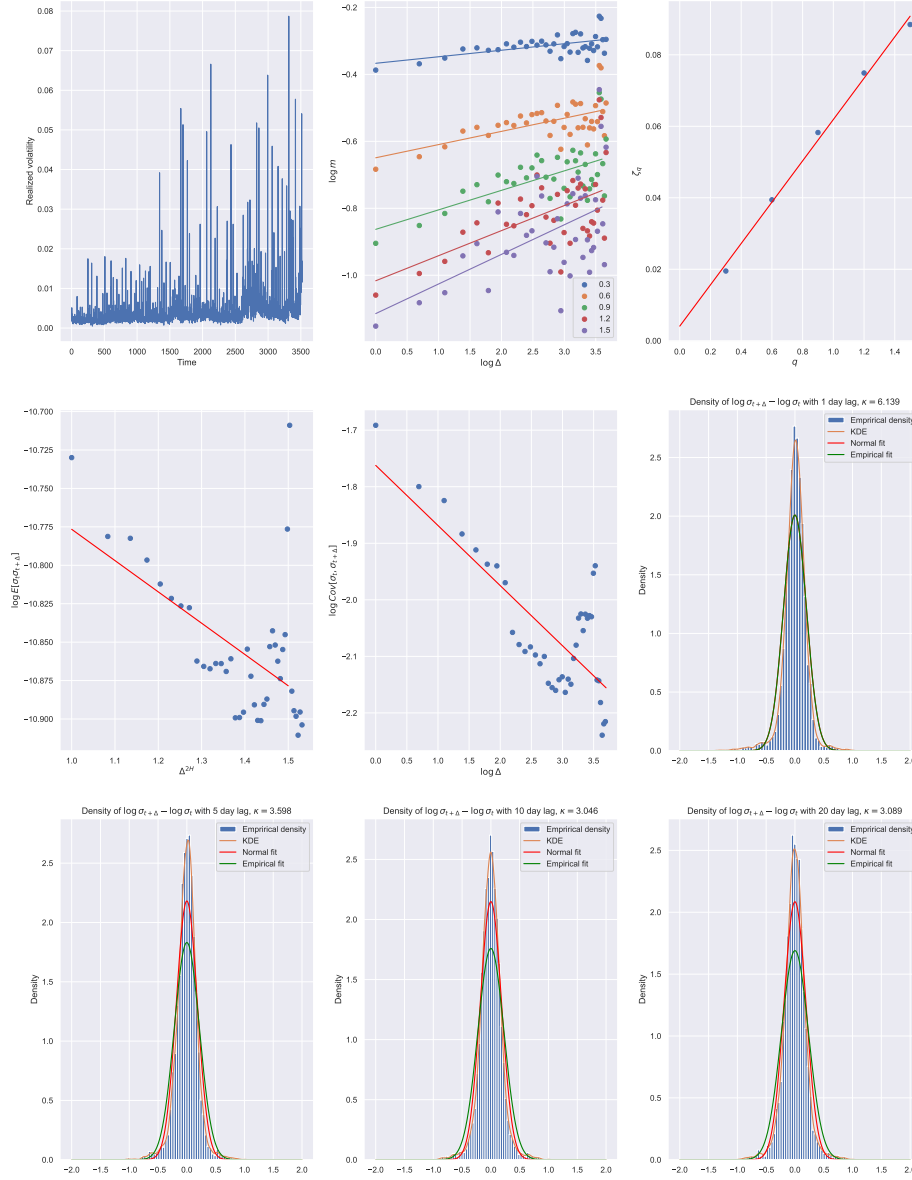 0.08
0.07
0.06
0.05
0.04
0.03
0.02
0.01
0.00
Realized volatility
0 500 1000 1500 2000 2500 3000 3500
Time
−0.2
−0.4
−0.6
−0.8
−1.0
log m
0.0 0.5 1.0 1.5 2.0 2.5 3.0 3.5
log Δ
0.3
0.6
0.9
1.2
1.5
0.08
0.06
0.04
0.02
0.00
ζq
0.0 0.2 0.4 0.6 0.8 1.0 1.2 1.4
q
−10.700
−10.725
−10.750
−10.775
−10.800
−10.825
−10.850
−10.875
−10.900
log E[σtσt+Δ]
1.0 1.1 1.2 1.3 1.4 1.5
Δ^2H
−1.7
−1.8
−1.9
−2.0
−2.1
−2.2
log Cov[σt, σt+Δ]
0.0 0.5 1.0 1.5 2.0 2.5 3.0 3.5
log Δ
Density of log σt+Δ − log σt with 1 day lag, κ = 6.139
Emprirical density
KDE
Normal fit
Empirical fit
2.5
2.0
1.5
1.0
0.5
0.0
Density
−2.0 −1.5 −1.0 −0.5 0.0 0.5 1.0 1.5 2.0
Density of log σt+Δ − log σt with 5 day lag, κ = 3.598
Emprirical density
KDE
Normal fit
Empirical fit
2.5
2.0
1.5
1.0
0.5
0.0
Density
−2.0 −1.5 −1.0 −0.5 0.0 0.5 1.0 1.5 2.0
Density of log σt+Δ − log σt with 10 day lag, κ = 3.046
Emprirical density
KDE
Normal fit
Empirical fit
2.5
2.0
1.5
1.0
0.5
0.0
Density
−2.0 −1.5 −1.0 −0.5 0.0 0.5 1.0 1.5 2.0
Density of log σt+Δ − log σt with 20 day lag, κ = 3.089
Emprirical density
KDE
Normal fit
Empirical fit
2.5
2.0
1.5
1.0
0.5
0.0
Density
−2.0 −1.5 −1.0 −0.5 0.0 0.5 1.0 1.5 2.0